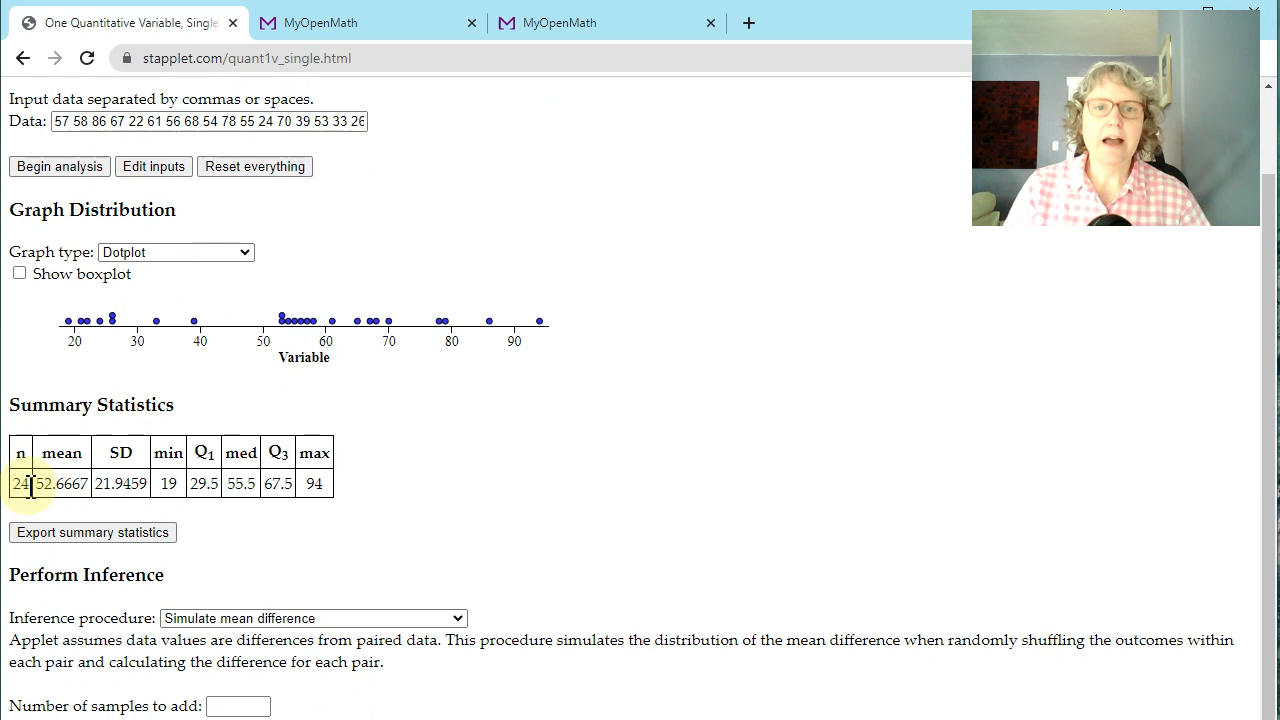 One Quantitative Variable, Single
MyOpenMath
MyOpenMath
stapplet.com/quant1v_single.html
Input data separated by commas or spaces.
Data: 57 58 86 67 22 61 56 68 54 78 55 24 70 39 53 33 26
Begin analysis Edit inputs Reset everything
Graph Distribution
Graph type: Dotplot
Show boxplot
20 30 40 50 60 70 80 90
Variable
Summary Statistics
n mean SD min Q1 med Q3 max
24 52.6667 21.9459 19 29.5 55.5 67.5 94
Export summary statistics
Perform Inference
Inference procedure: Simulate mean difference
Applet assumes data values are differences from paired data. This procedure simulates the distribution of the mean difference when randomly shuffling the outcomes within
each pair and calculating the difference for each pair.
Number of samples to add: